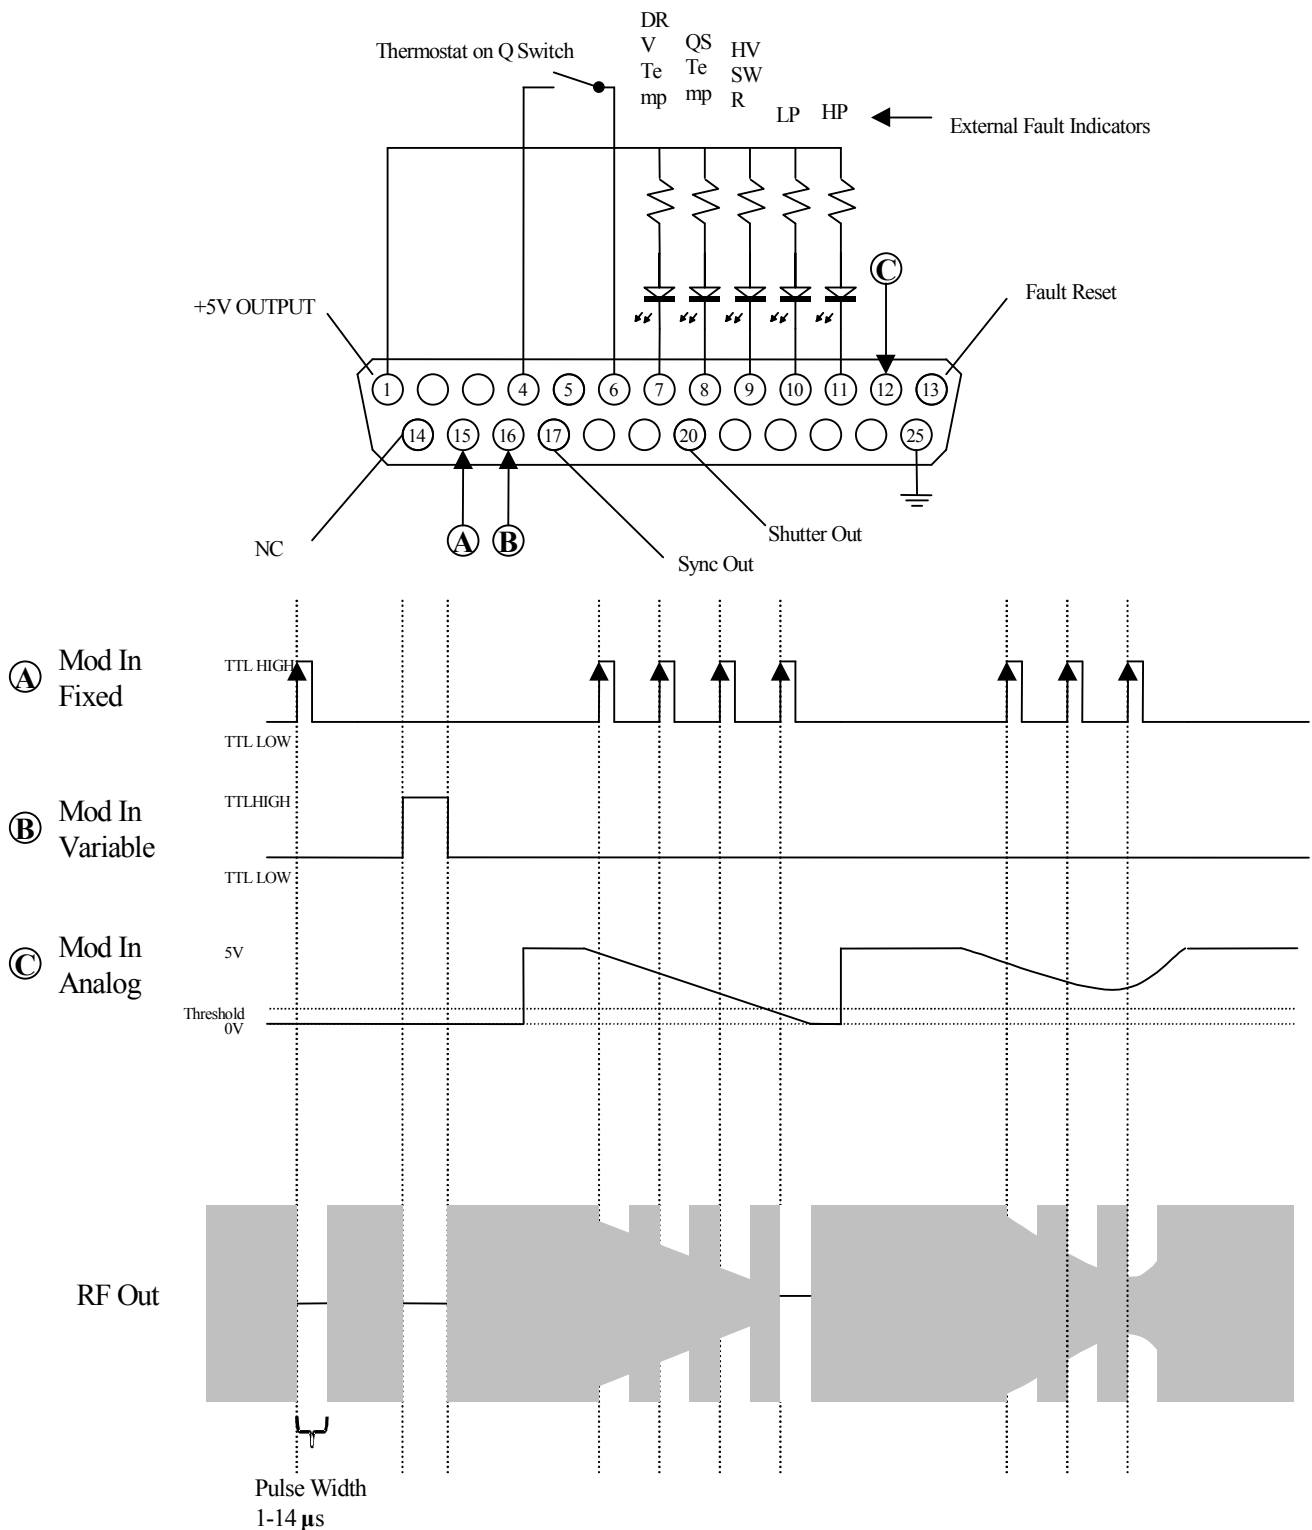 DR
V
Te
mp
QS
Te
mp
HV
SW
R
LP
HP
Thermostat on Q Switch
External Fault Indicators
C
+5V OUTPUT
Fault Reset
1
4
5
6
7
8
9
10
11
12
13
14
15
16
17
20
25
A
B
NC
Sync Out
Shutter Out
A
Mod In
Fixed
TTL HIGH
TTL LOW
B
Mod In
Variable
TTLHIGH
TTL LOW
C
Mod In
Analog
5V
Threshold
0V
RF Out
Pulse Width
1-14 µs